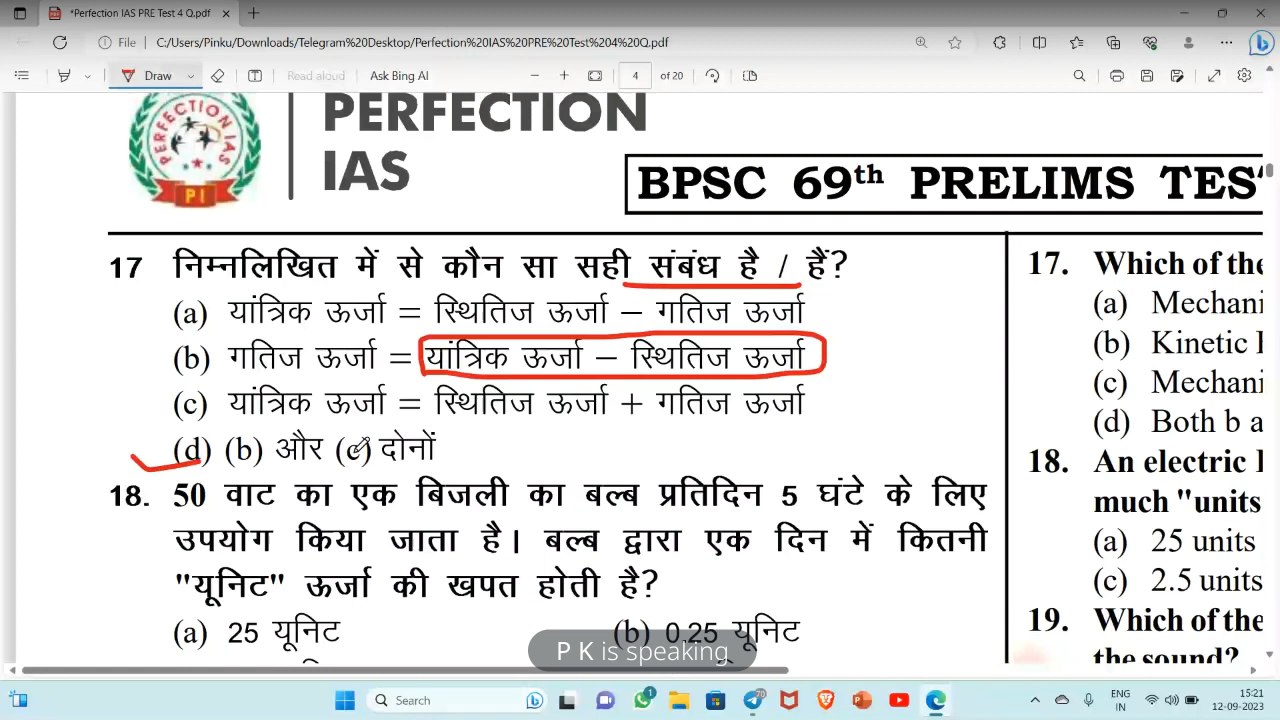 *Perfection IAS PRE Test 4 Q.pdf
File C:/Users/Pinku/Downloads/Telegram%20Desktop/Perfection%20IAS%20PRE%20Test%204%20Q.pdf
Draw Read aloud Ask Bing AI 4 of 20
PERFECTION
IAS
PERFECTION IAS
PI
BPSC 69th PRELIMS TEST
17 निम्नलिखित में से कौन सा सही संबंध है / हैं?
(a) यांत्रिक ऊर्जा = स्थितिज ऊर्जा – गतिज ऊर्जा
(b) गतिज ऊर्जा = यांत्रिक ऊर्जा – स्थितिज ऊर्जा
(c) यांत्रिक ऊर्जा = स्थितिज ऊर्जा + गतिज ऊर्जा
(d) (b) और (c) दोनों
18. 50 वाट का एक बिजली का बल्ब प्रतिदिन 5 घंटे के लिए
उपयोग किया जाता है। बल्ब द्वारा एक दिन में कितनी
"यूनिट" ऊर्जा की खपत होती है?
(a) 25 यूनिट (b) 0.25 यूनिट
17. Which of the
(a) Mechani
(b) Kinetic
(c) Mechani
(d) Both b a
18. An electric
much "units
(a) 25 units
(c) 2.5 units
19. Which of the
the sound?
P K is speaking
Search
1
70
ENG
IN
15:21
12-09-2023